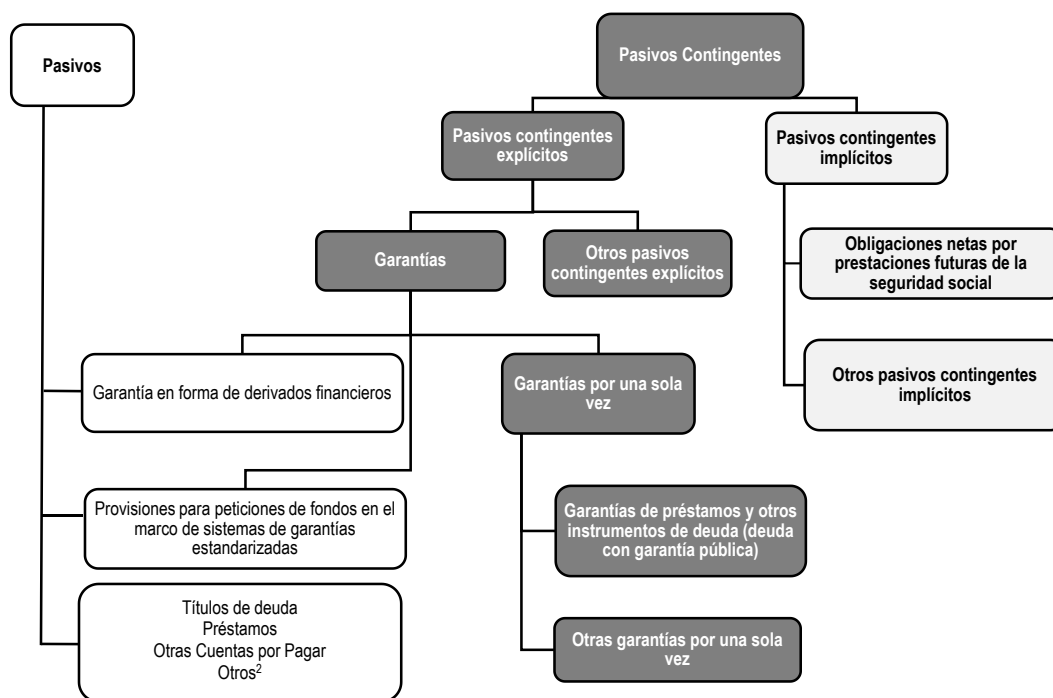 Pasivos
Pasivos Contingentes
Pasivos contingentes
explícitos
Pasivos contingentes
implícitos
Garantías
Otros pasivos
contingentes explícitos
Obligaciones netas por
prestaciones futuras de la
seguridad social
Garantía en forma de derivados financieros
Garantías por una sola
vez
Otros pasivos contingentes
implícitos
Provisiones para peticiones de fondos en el
marco de sistemas de garantías
estandarizadas
Garantías de préstamos y otros
instrumentos de deuda (deuda
con garantía pública)
Títulos de deuda
Préstamos
Otras Cuentas por Pagar
Otros²
Otras garantías por una sola
vez